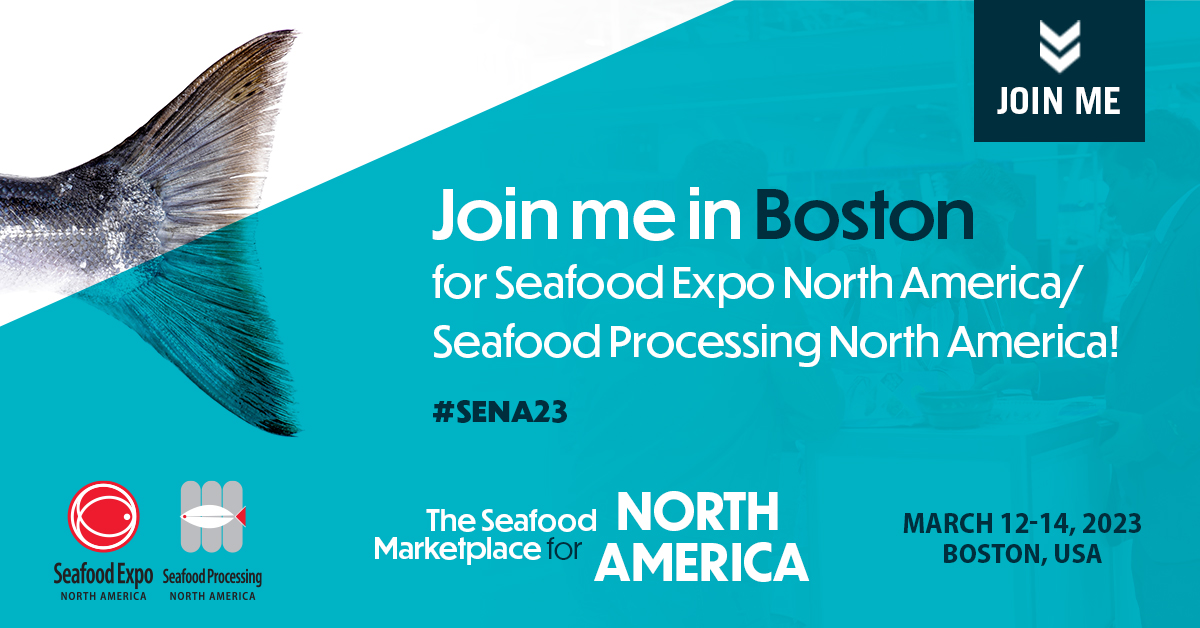 JOIN ME
Join me in Boston
for Seafood Expo North America/
Seafood Processing North America!
#SENA23
Seafood Expo
NORTH AMERICA
Seafood Processing
NORTH AMERICA
The Seafood
Marketplace for
NORTH
AMERICA
MARCH 12-14, 2023
BOSTON, USA